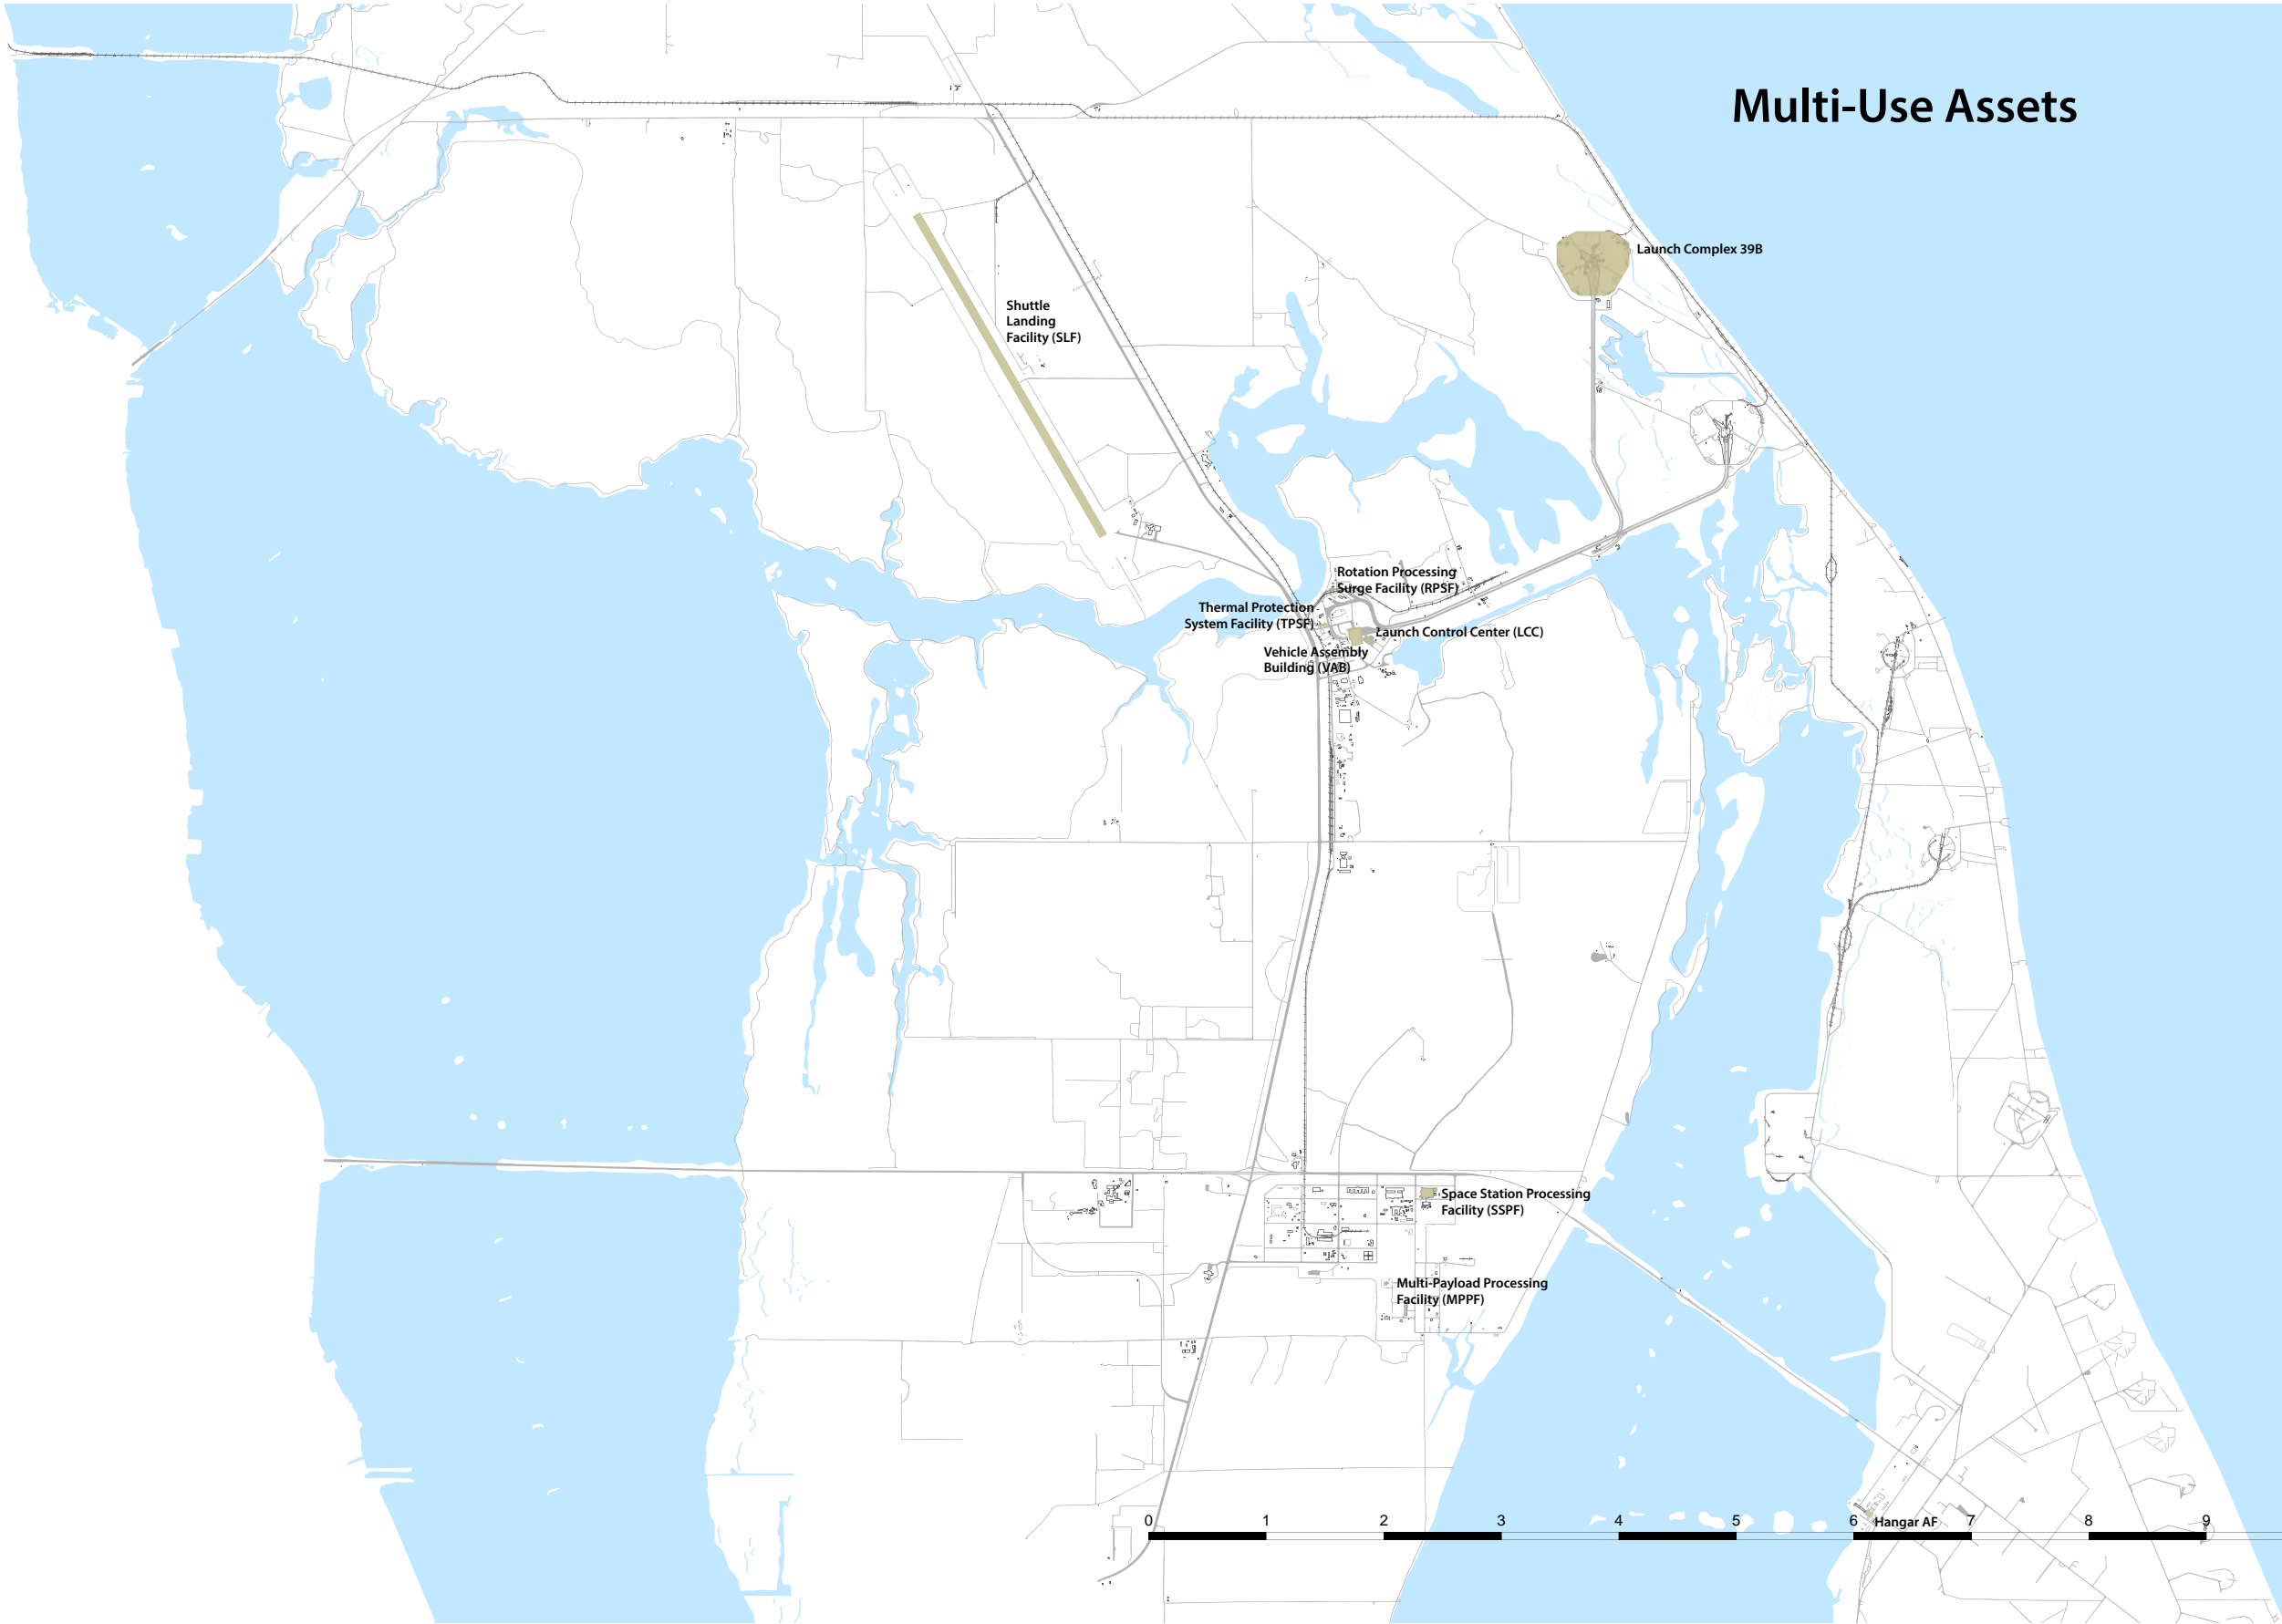 Multi-Use Assets
Launch Complex 39B
Shuttle
Landing
Facility (SLF)
Rotation Processing
Surge Facility (RPSF)
Thermal Protection
System Facility (TPSF)
Launch Control Center (LCC)
Vehicle Assembly
Building (VAB)
Space Station Processing
Facility (SSPF)
Multi-Payload Processing
Facility (MPPF)
0 1 2 3 4 5 6 7 8 9
Hangar AF